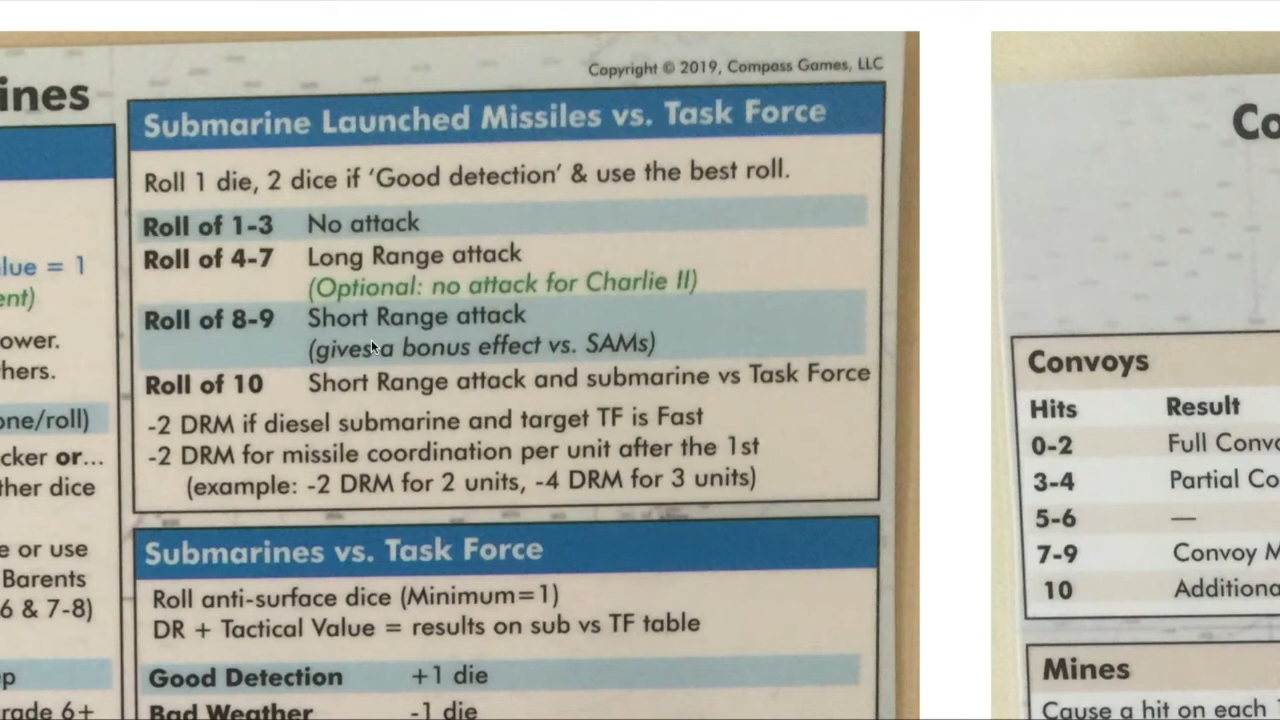 ines
lue = 1
ent)
ower.
hers.
one/roll)
cker or...
ther dice
e or use
Barents
6 & 7-8)
p
rade 6+
Copyright © 2019, Compass Games, LLC
Submarine Launched Missiles vs. Task Force
Roll 1 die, 2 dice if 'Good detection' & use the best roll.
Roll of 1-3 No attack
Roll of 4-7 Long Range attack
(Optional: no attack for Charlie II)
Roll of 8-9 Short Range attack
(gives a bonus effect vs. SAMs)
Roll of 10 Short Range attack and submarine vs Task Force
-2 DRM if diesel submarine and target TF is Fast
-2 DRM for missile coordination per unit after the 1st
(example: -2 DRM for 2 units, -4 DRM for 3 units)
Submarines vs. Task Force
Roll anti-surface dice (Minimum=1)
DR + Tactical Value = results on sub vs TF table
Good Detection +1 die
Bad Weather -1 die
Co
Convoys
Hits Result
0-2 Full Convo
3-4 Partial Co
5-6 —
7-9 Convoy M
10 Additiona
Mines
Cause a hit on each